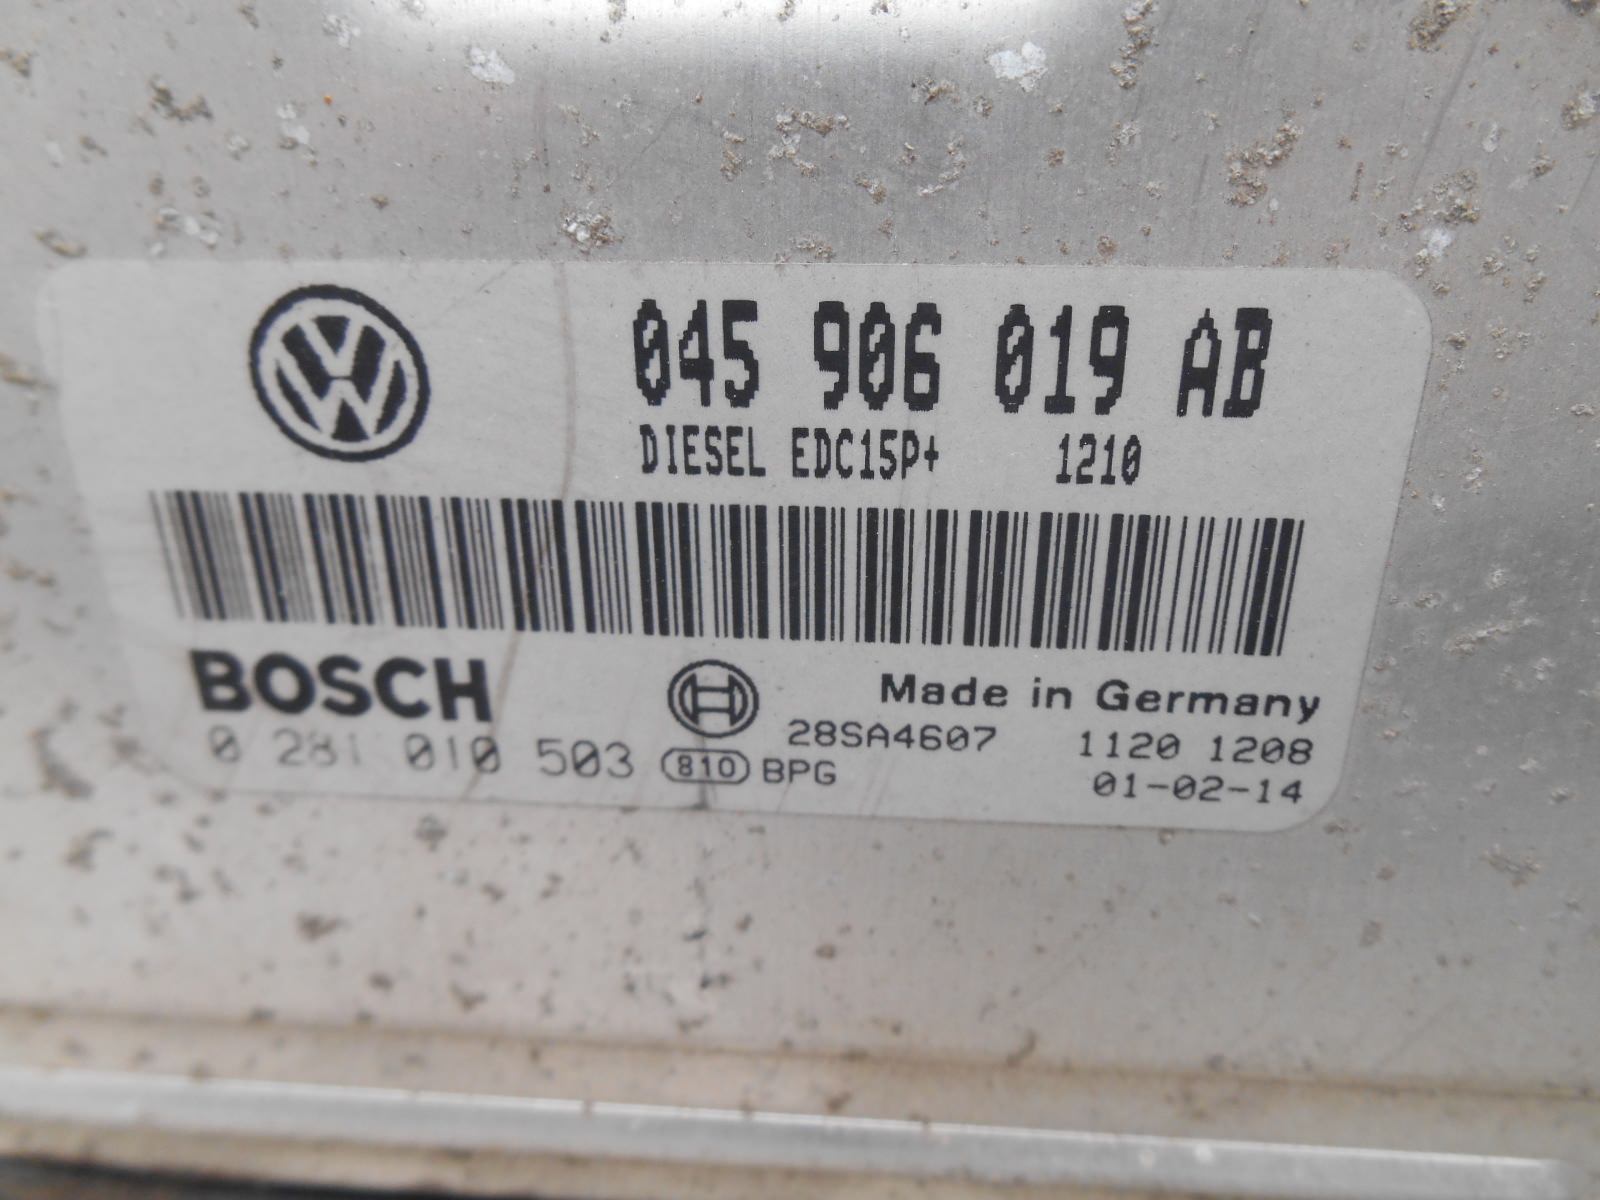 045 906 019 AB
DIESEL EDC15P+ 1210
BOSCH
Made in Germany
0 281 010 503
28SA4607 1120 1208
810 BPG 01-02-14